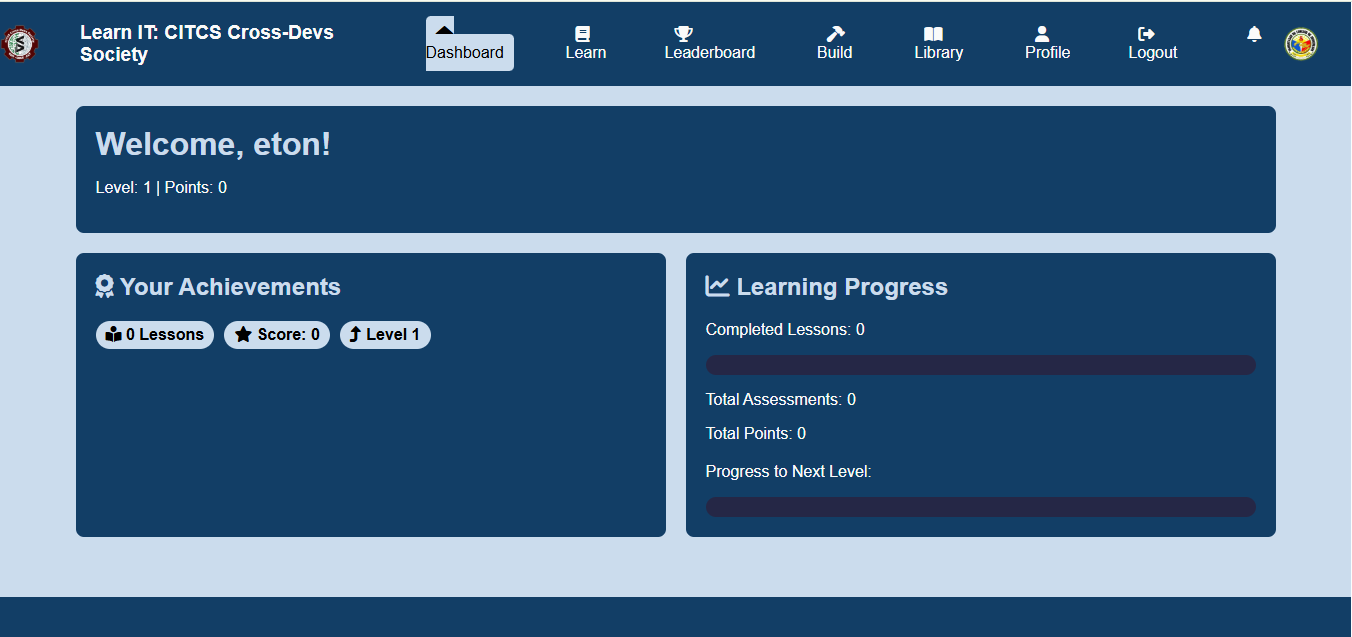 Learn IT: CITCS Cross-Devs
Society
Dashboard
Learn
Leaderboard
Build
Library
Profile
Logout
Welcome, eton!
Level: 1 | Points: 0
Your Achievements
0 Lessons
Score: 0
Level 1
Learning Progress
Completed Lessons: 0
Total Assessments: 0
Total Points: 0
Progress to Next Level: